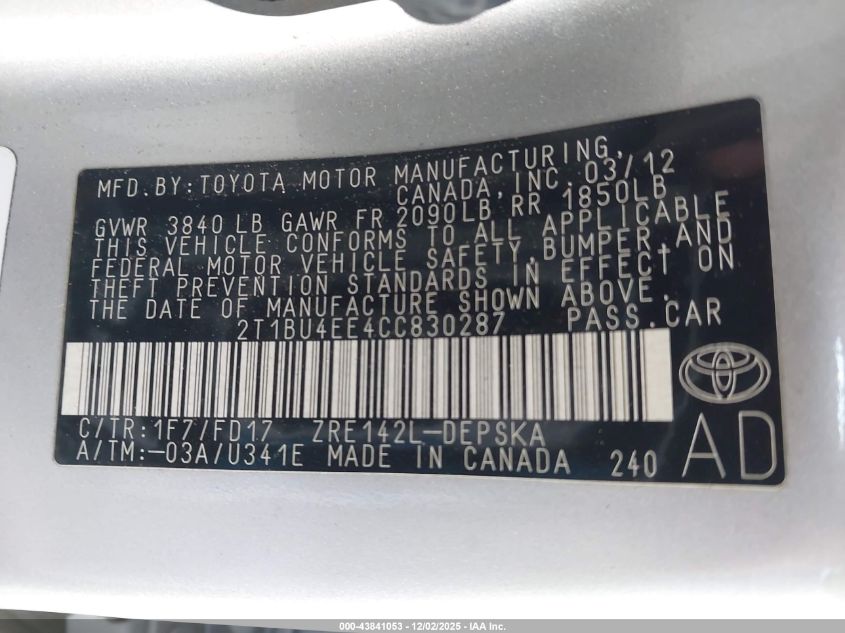 MFD. BY: TOYOTA MOTOR MANUFACTURING,
CANADA, INC. 03/12
GVWR 3840 LB GAWR FR 2090LB RR 1850LB
THIS VEHICLE CONFORMS TO ALL APPLICABLE
FEDERAL MOTOR VEHICLE SAFETY, BUMPER, AND
THEFT PREVENTION STANDARDS IN EFFECT ON
THE DATE OF MANUFACTURE SHOWN ABOVE.
2T1BU4EE4CC830287 PASS. CAR
C/TR: 1F7/FD17 ZRE142L-DEPSKA
A/TM: -03A/U341E MADE IN CANADA 240
AD
000-43841053 - 12/02/2025 - IAA Inc.